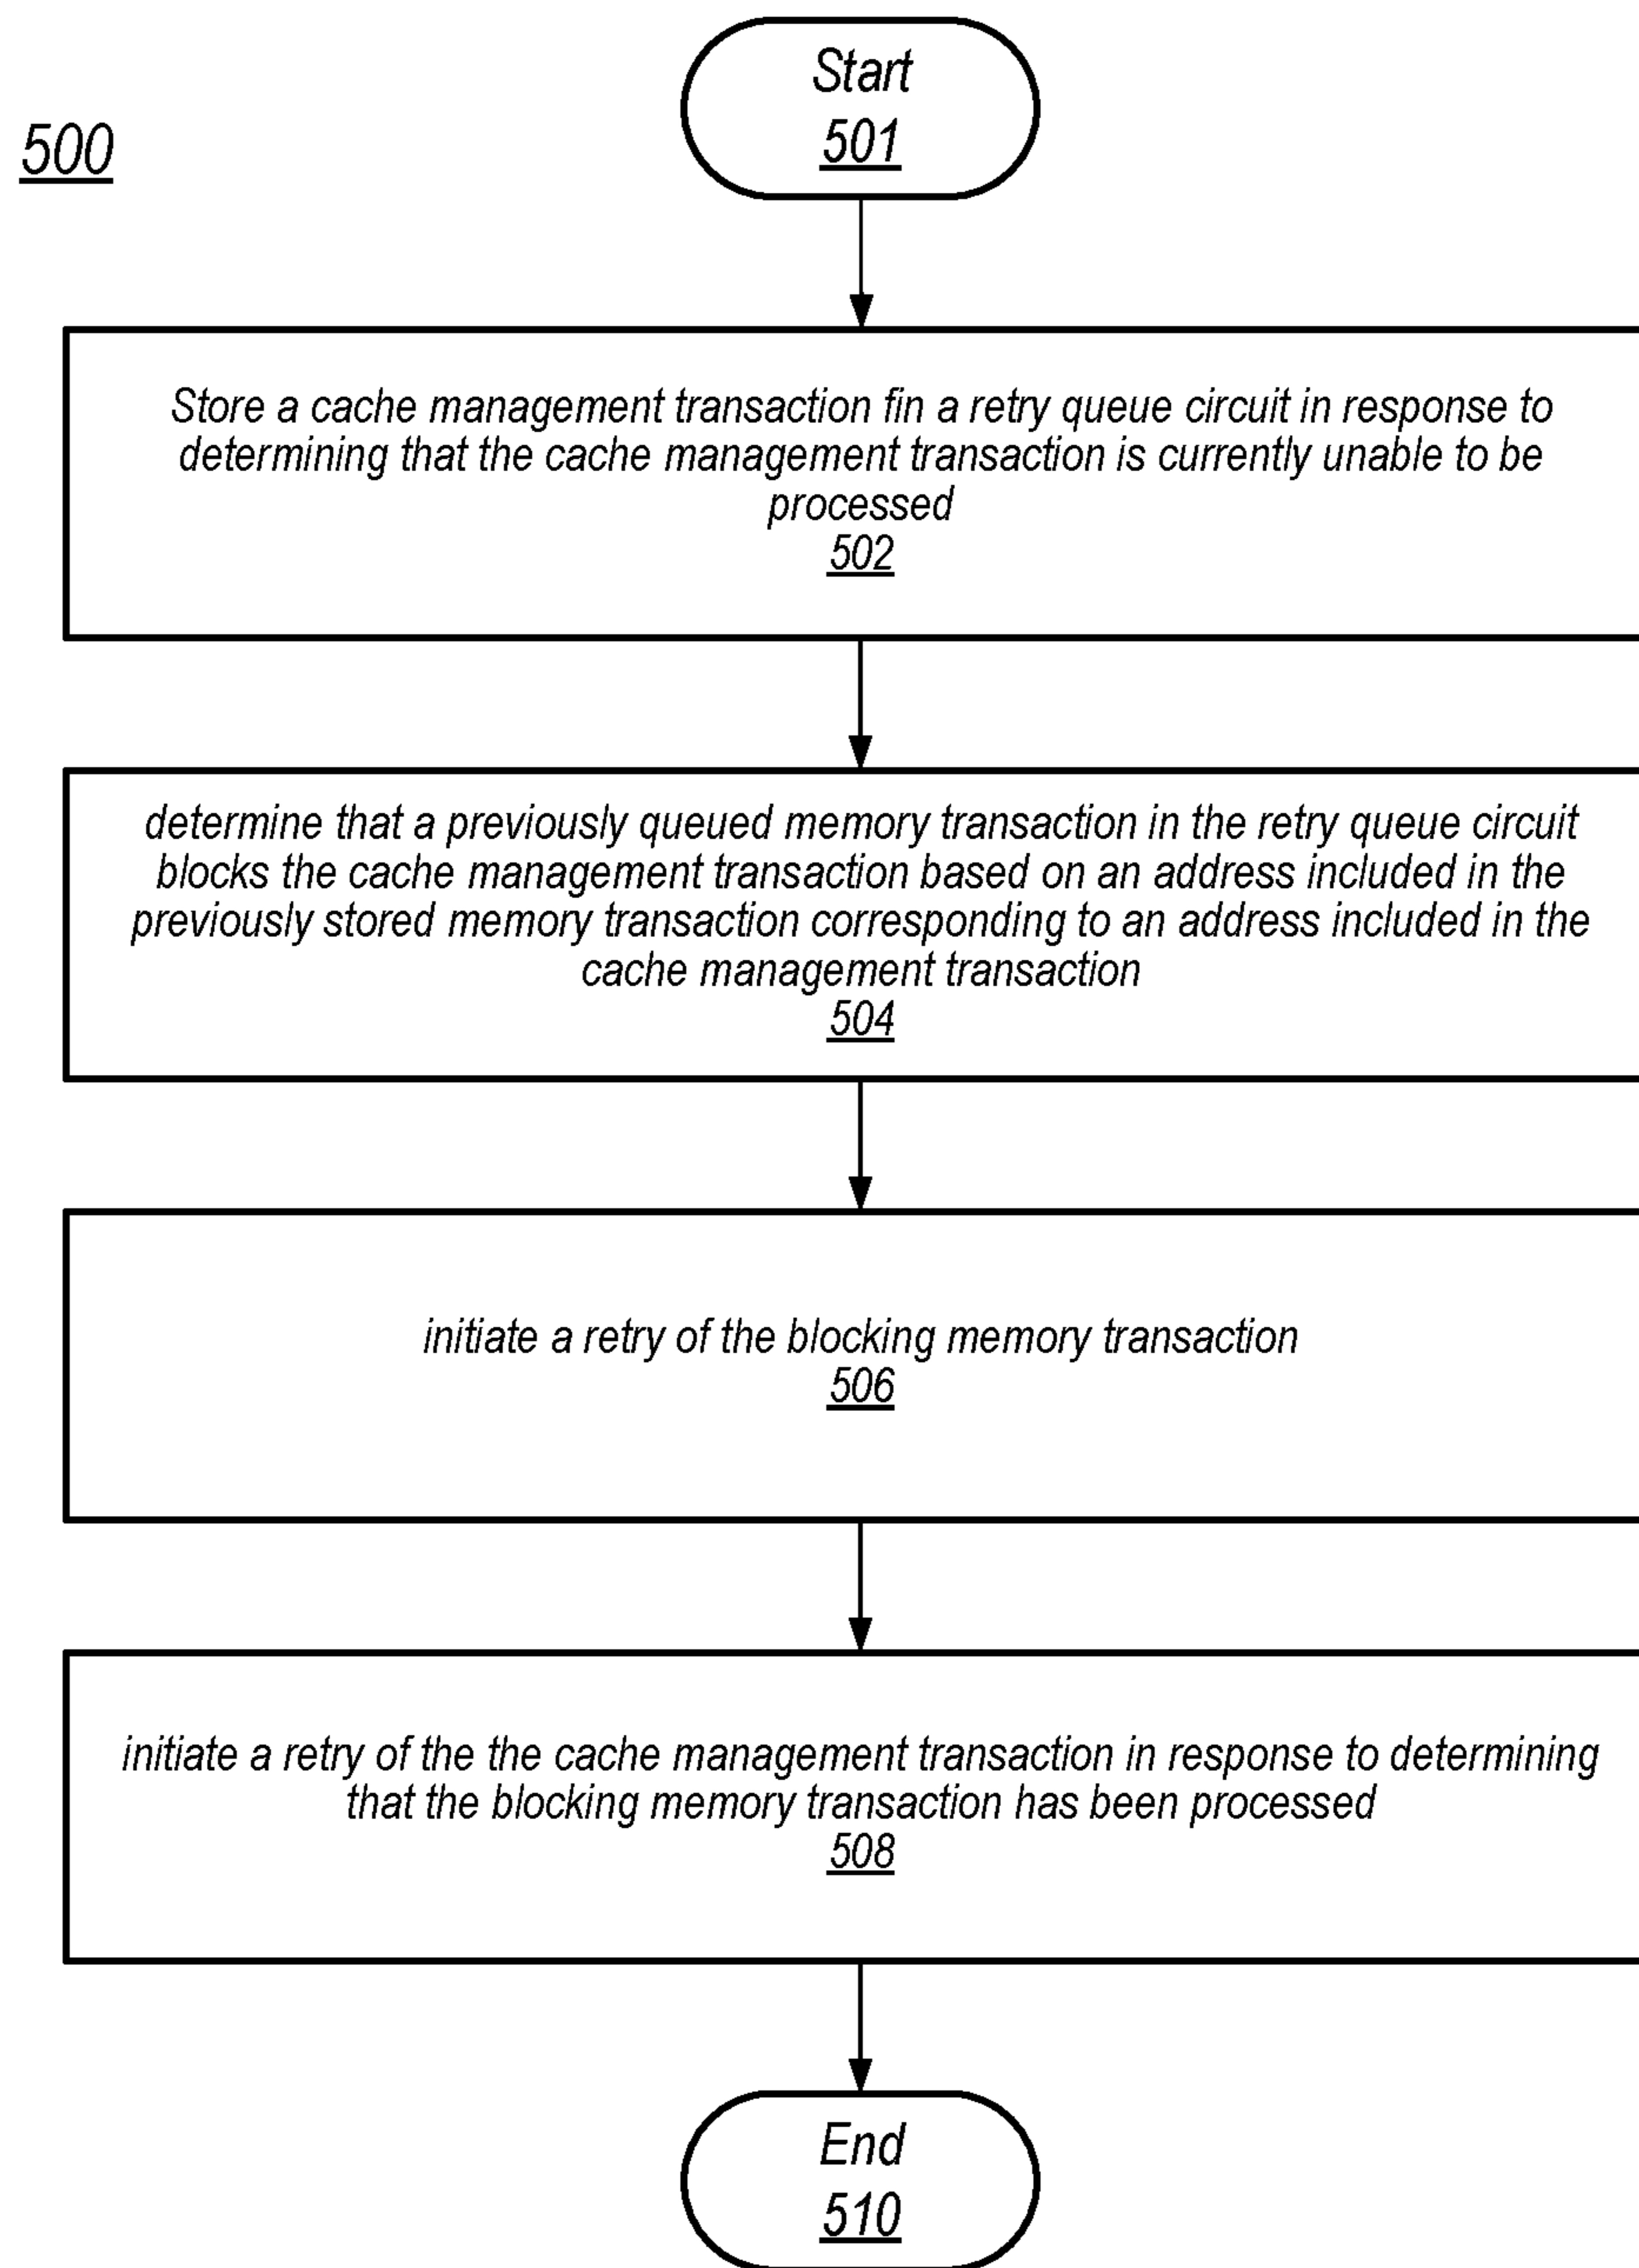 Start
501
500
Store a cache management transaction fin a retry queue circuit in response to
determining that the cache management transaction is currently unable to be
processed
502
determine that a previously queued memory transaction in the retry queue circuit
blocks the cache management transaction based on an address included in the
previously stored memory transaction corresponding to an address included in the
cache management transaction
504
initiate a retry of the blocking memory transaction
506
initiate a retry of the the cache management transaction in response to determining
that the blocking memory transaction has been processed
508
End
510